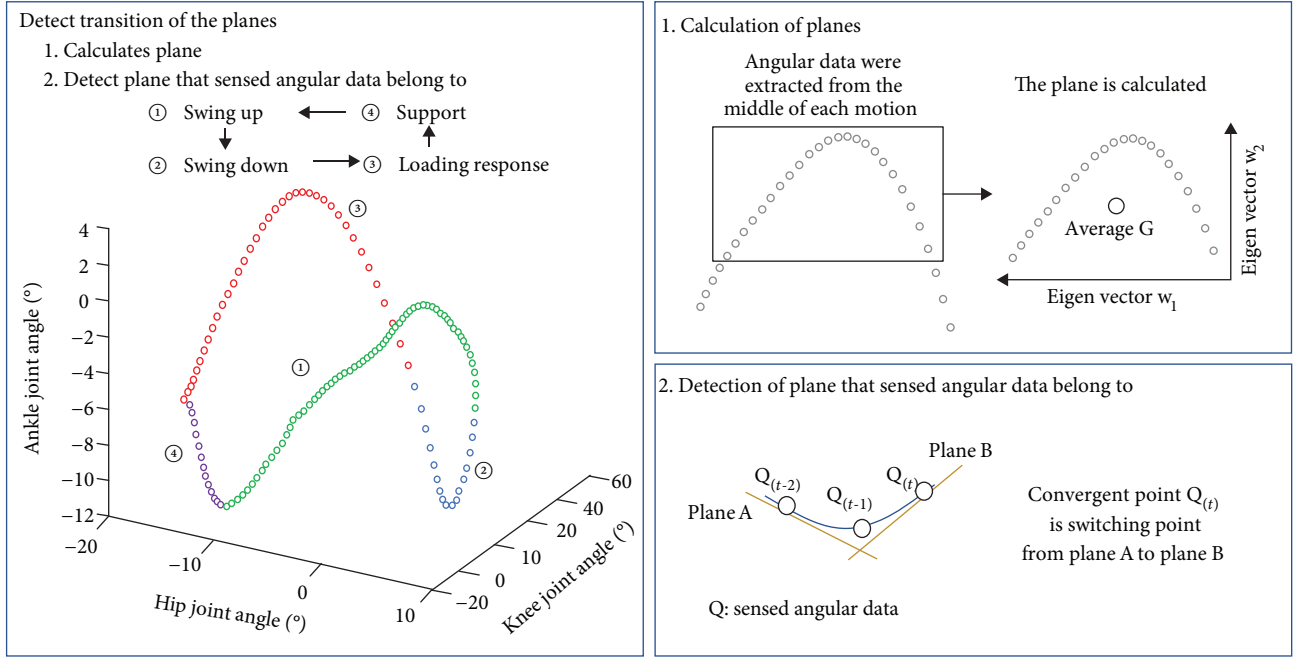 Detect transition of the planes
1. Calculates plane
2. Detect plane that sensed angular data belong to
① Swing up
④ Support
② Swing down
③ Loading response
③
①
④
②
Ankle joint angle (°)
4
2
0
−2
−4
−6
−8
−10
−12
−20
−10
0
10
Hip joint angle (°)
−20
0
10
20
40
60
Knee joint angle (°)
1. Calculation of planes
Angular data were
extracted from the
middle of each motion
The plane is calculated
Average G
Eigen vector w2
Eigen vector w1
2. Detection of plane that sensed angular data belong to
Plane B
Q(t-2)
Q(t-1)
Q(t)
Plane A
Convergent point Q(t)
is switching point
from plane A to plane B
Q: sensed angular data